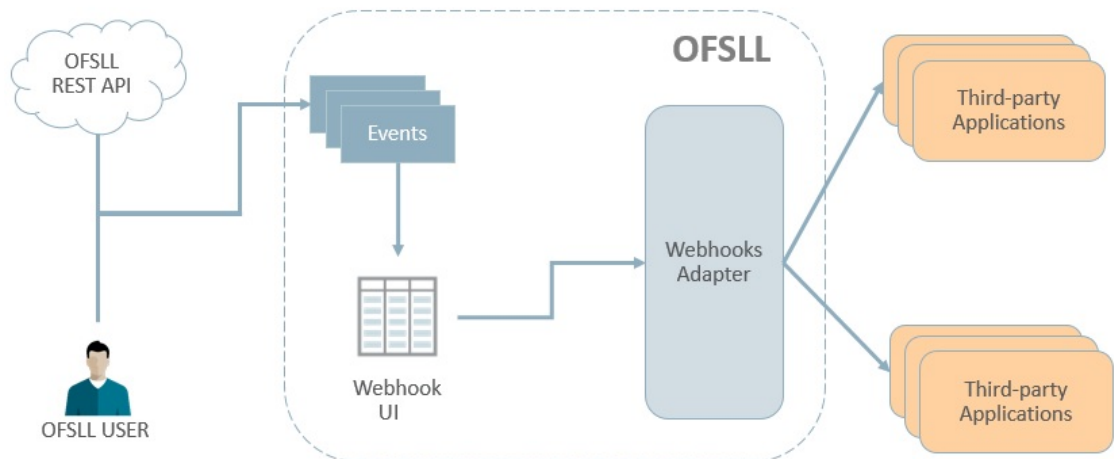 OFSLL
REST API
OFSLL USER
OFSLL
Events
Webhook
UI
Webhooks
Adapter
Third-party
Applications
Third-party
Applications